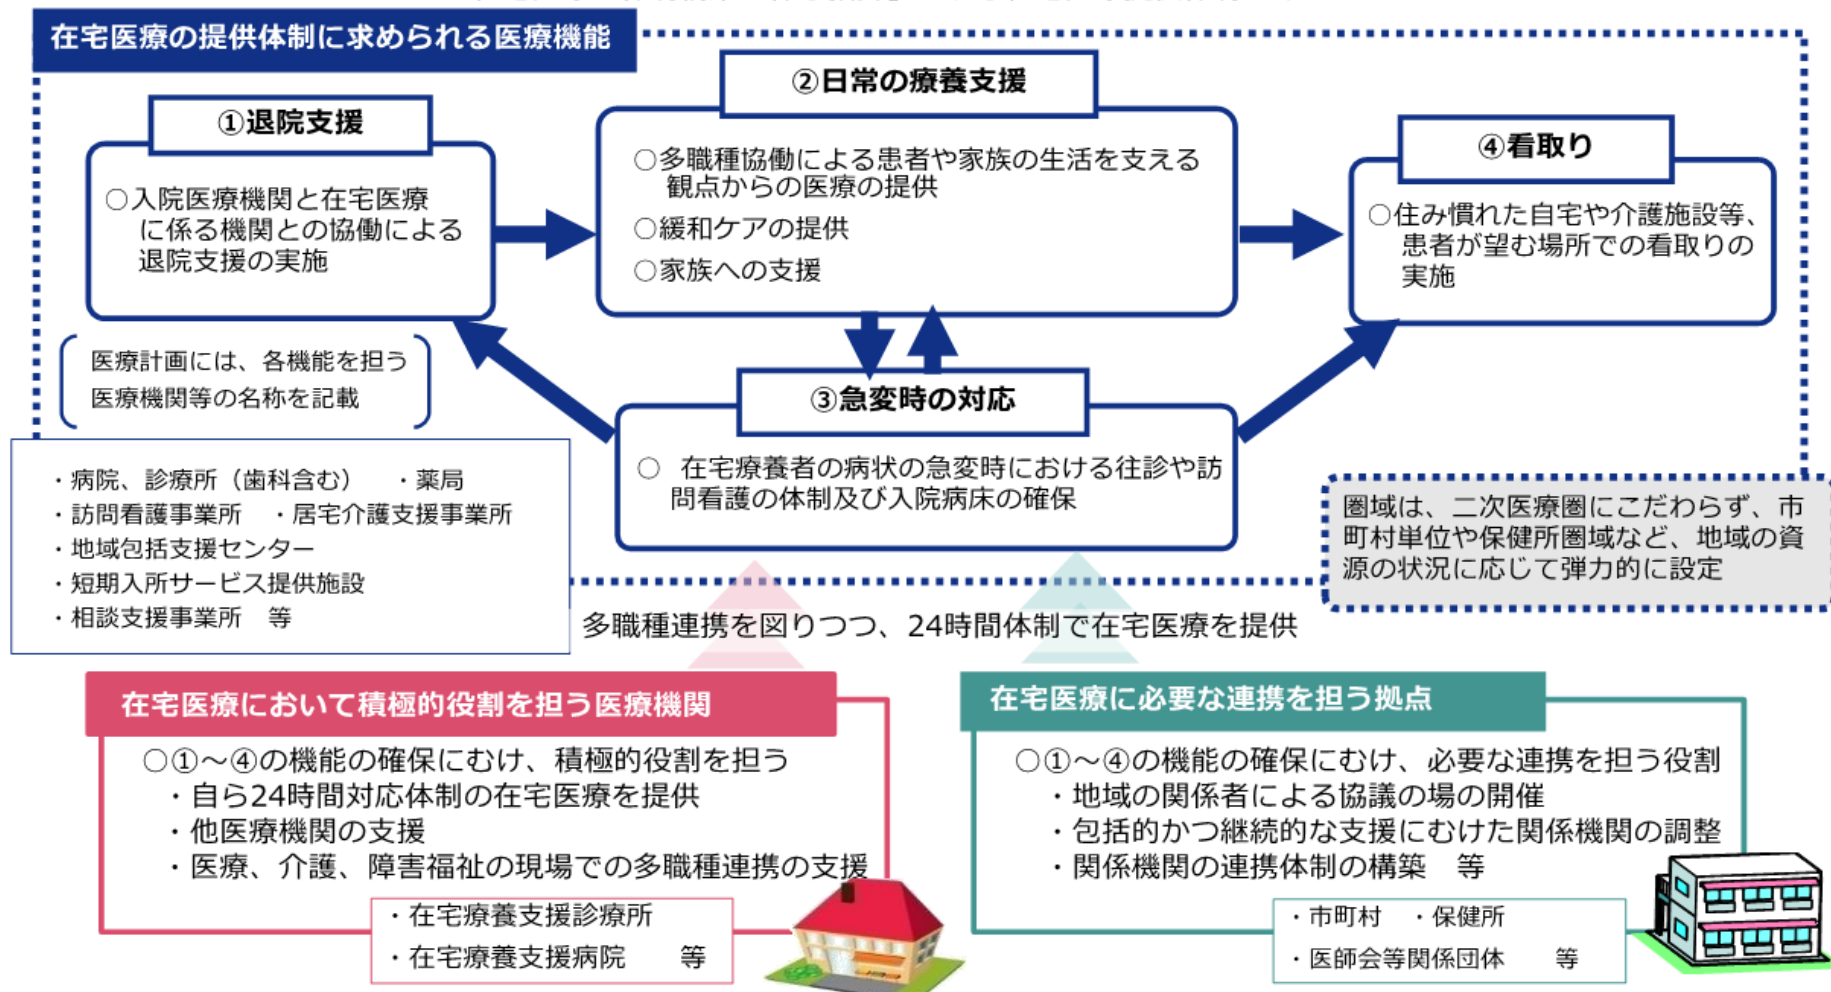 在宅医療の提供体制に求められる医療機能
①退院支援
○入院医療機関と在宅医療
に係る機関との協働による
退院支援の実施
②日常の療養支援
○多職種協働による患者や家族の生活を支える
観点からの医療の提供
○緩和ケアの提供
○家族への支援
④看取り
○住み慣れた自宅や介護施設等、
患者が望む場所での看取りの
実施
医療計画には、各機能を担う
医療機関等の名称を記載
③急変時の対応
○ 在宅療養者の病状の急変時における往診や訪
問看護の体制及び入院病床の確保
・病院、診療所（歯科含む） ・薬局
・訪問看護事業所 ・居宅介護支援事業所
・地域包括支援センター
・短期入所サービス提供施設
・相談支援事業所 等
圏域は、二次医療圏にこだわらず、市
町村単位や保健所圏域など、地域の資
源の状況に応じて弾力的に設定
多職種連携を図りつつ、24時間体制で在宅医療を提供
在宅医療において積極的役割を担う医療機関
○①～④の機能の確保にむけ、積極的役割を担う
・自ら24時間対応体制の在宅医療を提供
・他医療機関の支援
・医療、介護、障害福祉の現場での多職種連携の支援
・在宅療養支援診療所
・在宅療養支援病院 等
在宅医療に必要な連携を担う拠点
○①～④の機能の確保にむけ、必要な連携を担う役割
・地域の関係者による協議の場の開催
・包括的かつ継続的な支援にむけた関係機関の調整
・関係機関の連携体制の構築 等
・市町村 ・保健所
・医師会等関係団体 等